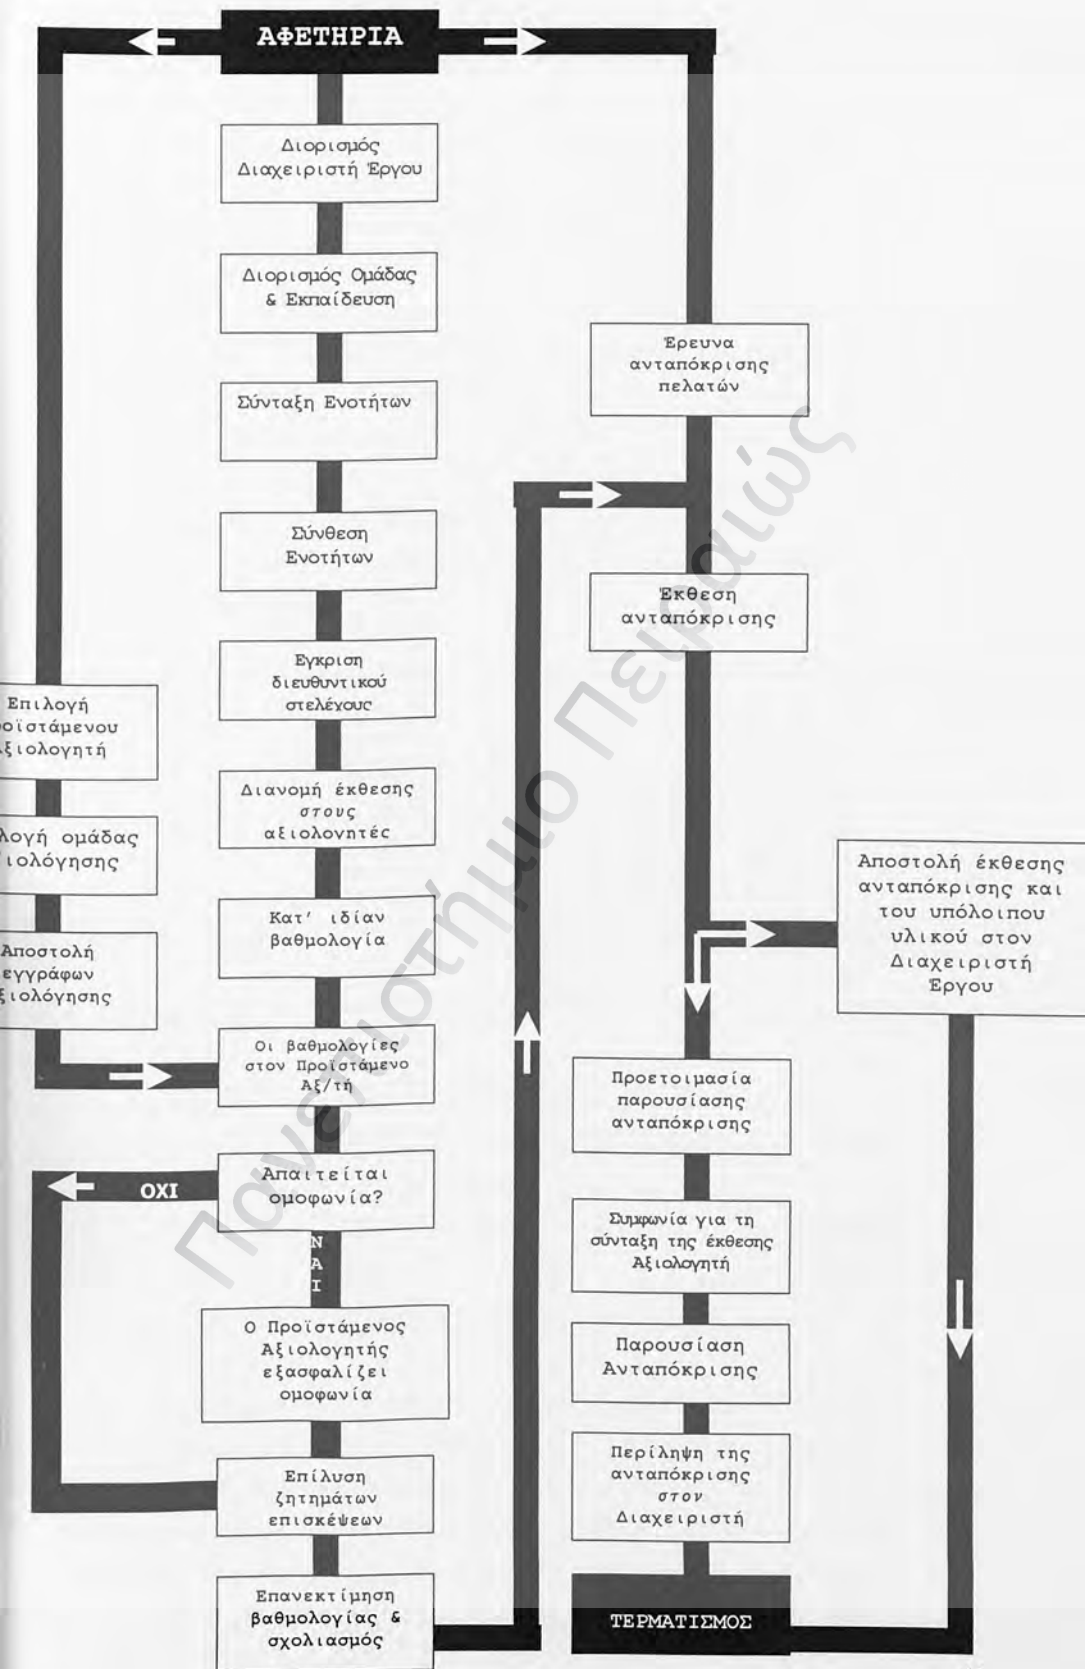 ΑΦΕΤΗΡΙΑ
Διορισμός
Διαχειριστή Έργου
Διορισμός Ομάδας
& Εκπαίδευση
Σύνταξη Ενοτήτων
Σύνθεση
Ενοτήτων
Εγκριση
διευθυντικού
στελέχους
Διανομή έκθεσης
στους
αξιολογητές
Κατ' ιδίαν
βαθμολογία
Οι βαθμολογίες
στον Προϊστάμενο
Αξ/τή
Απαιτείται
ομοφωνία?
ΟΧΙ
ΝΑΙ
Ο Προϊστάμενος
Αξιολογητής
εξασφαλίζει
ομοφωνία
Επίλυση
ζητημάτων
επισκέψεων
Επανεκτίμηση
βαθμολογίας &
σχολιασμός
Επιλογή
οϊστάμενου
ξιολογητή
λογή ομάδας
ιολόγησης
Αποστολή
εγγράφων
ξιολόγησης
Έρευνα
ανταπόκρισης
πελατών
Έκθεση
ανταπόκρισης
Αποστολή έκθεσης
ανταπόκρισης και
του υπόλοιπου
υλικού στον
Διαχειριστή
Έργου
Προετοιμασία
παρουσίασης
ανταπόκρισης
Συμφωνία για τη
σύνταξη της έκθεσης
Αξιολογητή
Παρουσίαση
Ανταπόκρισης
Περίληψη της
ανταπόκρισης
στον
Διαχειριστή
ΤΕΡΜΑΤΙΣΜΟΣ
Πανεπιστήμιο Πειραιώς